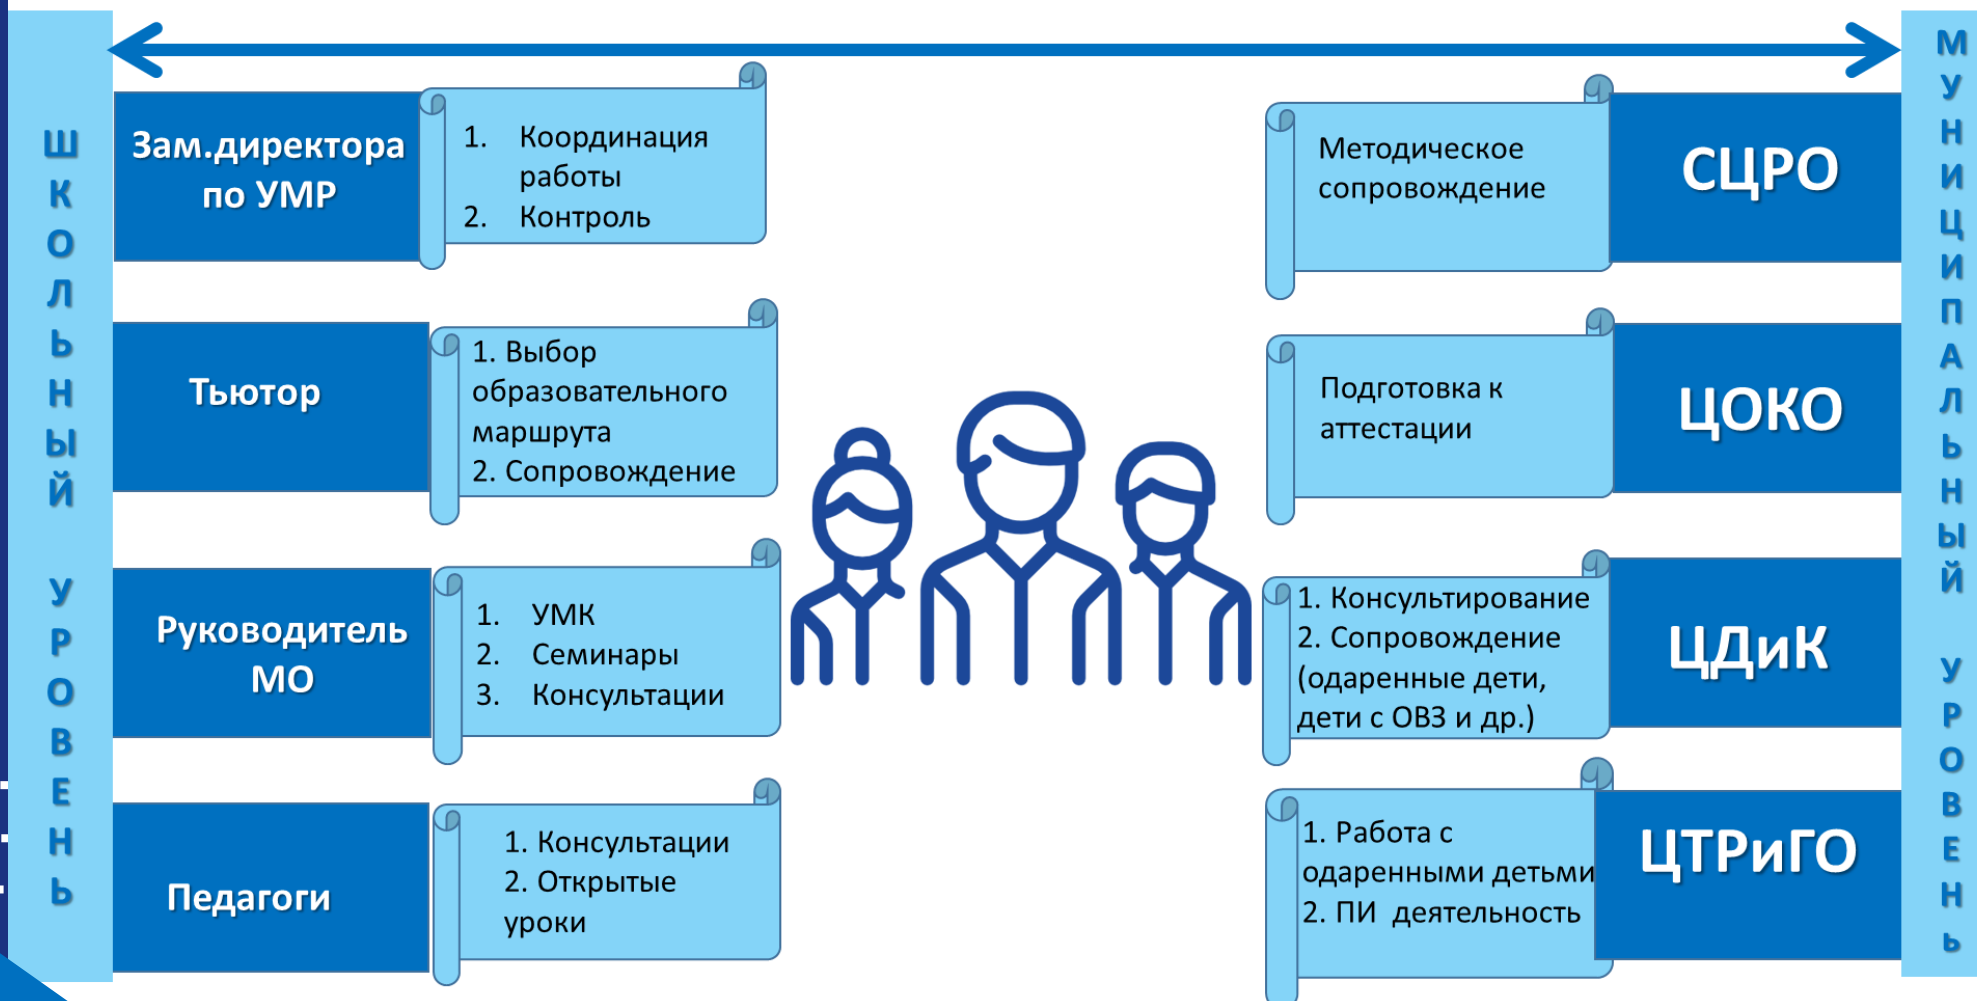 ШКОЛЬНЫЙ УРОВЕНЬ
Зам.директора
по УМР
1. Координация
работы
2. Контроль
Тьютор
1. Выбор
образовательного
маршрута
2. Сопровождение
Руководитель
МО
1. УМК
2. Семинары
3. Консультации
Педагоги
1. Консультации
2. Открытые
уроки
Методическое
сопровождение
СЦРО
Подготовка к
аттестации
ЦОКО
1. Консультирование
2. Сопровождение
(одаренные дети,
дети с ОВЗ и др.)
ЦДиК
1. Работа с
одаренными детьми
2. ПИ деятельность
ЦТРиГО
МУНИЦИПАЛЬНЫЙ УРОВЕНЬ